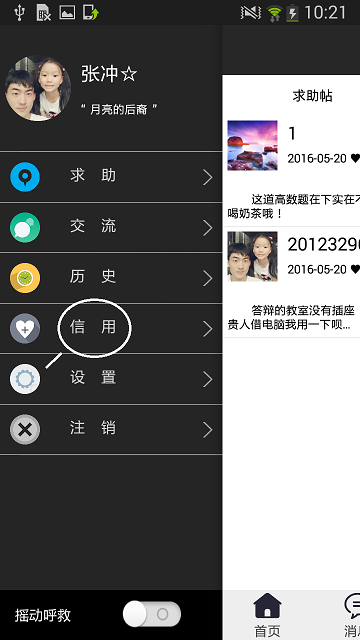 10:21
张冲☆
“ 月亮的后裔 ”
求 助
交 流
历 史
信 用
设 置
注 销
摇动呼救
求助帖
1
2016-05-20
这道高数题在下实在不
喝奶茶哦！
20123290
2016-05-20
答辩的教室没有插座
贵人借电脑我用一下呗...
首页
消